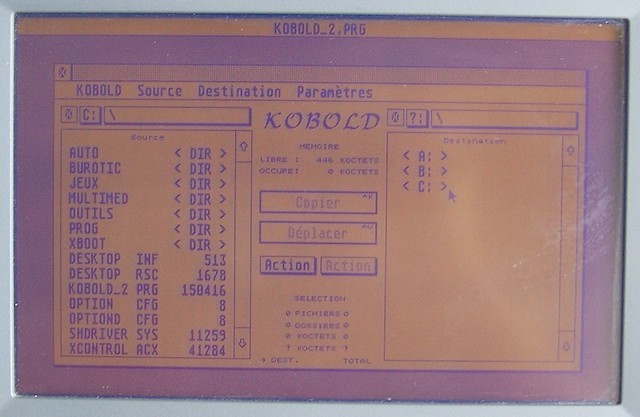 KOBOLD_2.PRG
KOBOLD Source Destination Paramètres
C: \
KOBOLD
?: \
Source
AUTO < DIR >
BUROTIC < DIR >
JEUX < DIR >
MULTIMED < DIR >
OUTILS < DIR >
PROG < DIR >
XBOOT < DIR >
DESKTOP INF 513
DESKTOP RSC 1678
KOBOLD_2 PRG 150416
OPTION CFG 8
OPTIOND CFG 8
SMDRIVER SYS 11259
XCONTROL ACX 41284
MEMOIRE
LIBRE : 446 KOCTETS
OCCUPE: 0 KOCTETS
Copier ^K
Déplacer
Action Action
SELECTION
0 FICHIERS 0
0 DOSSIERS 0
0 KOCTETS 0
? KOCTETS ?
→ DEST. TOTAL
Destination
< A: >
< B: >
< C: >